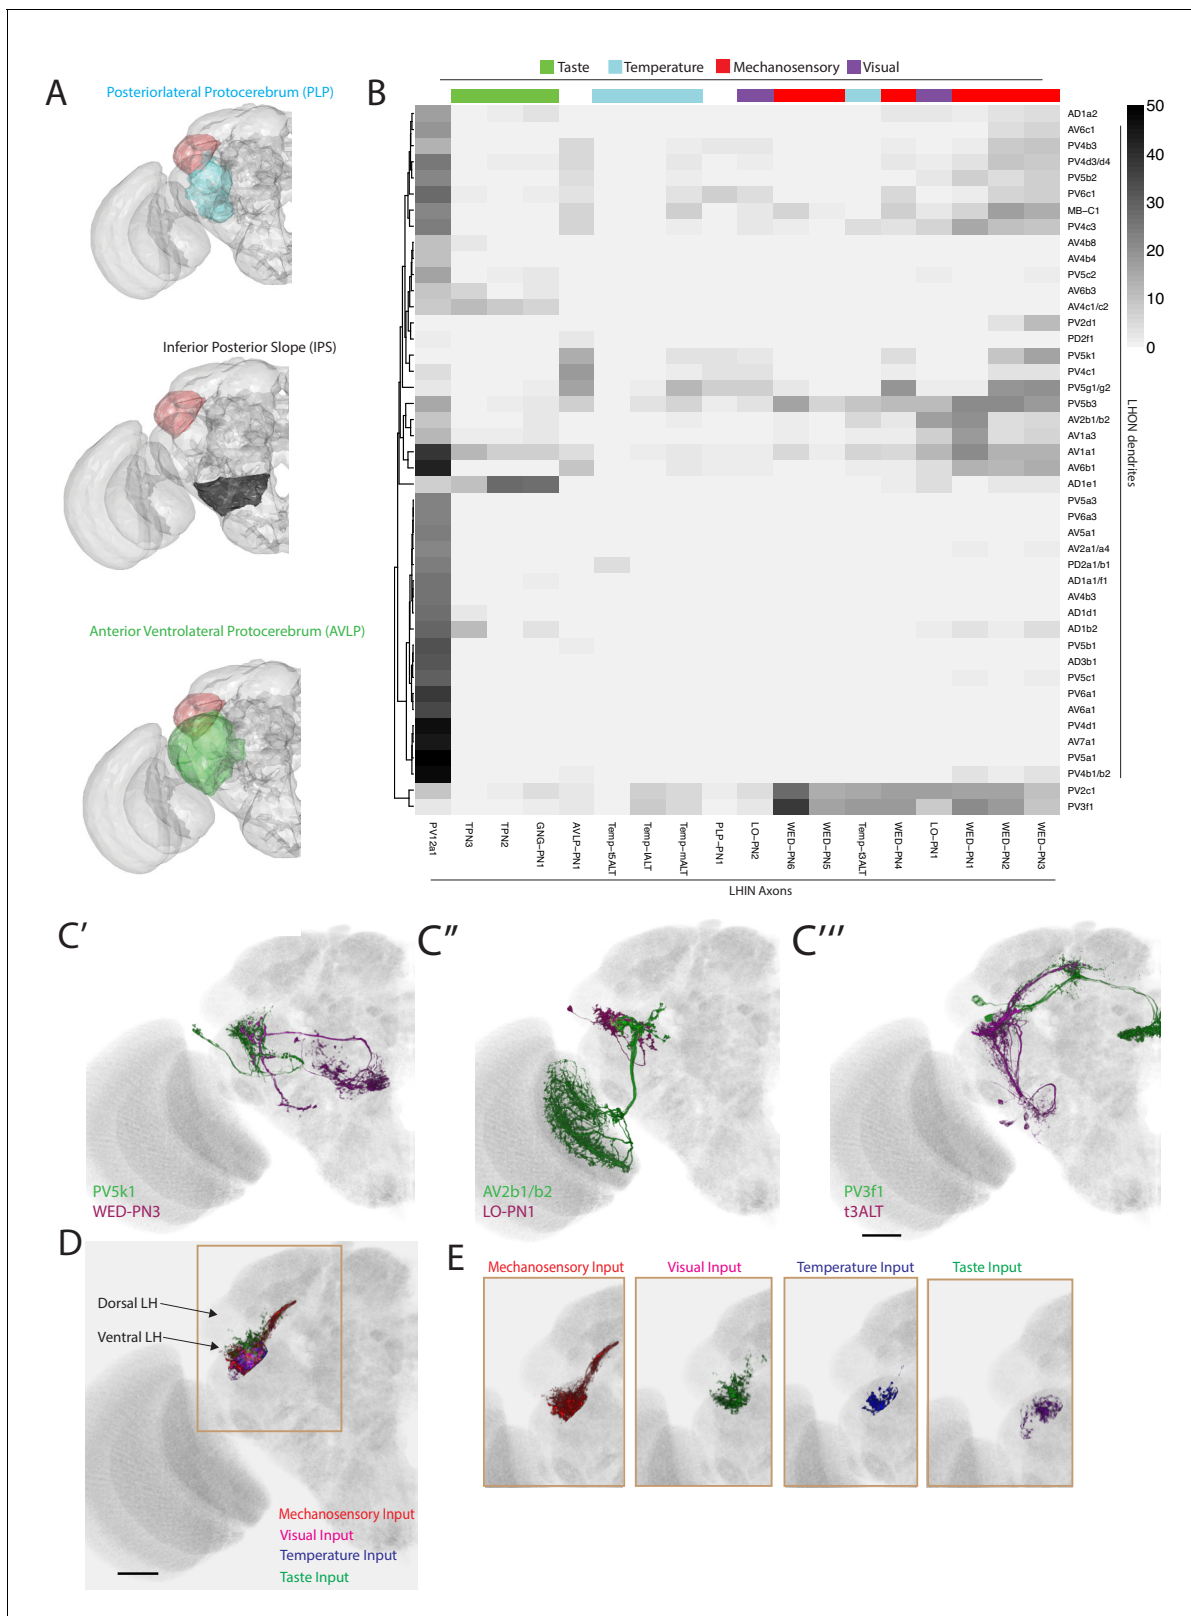 A
Posteriorlateral Protocerebrum (PLP)
Inferior Posterior Slope (IPS)
Anterior Ventrolateral Protocerebrum (AVLP)
B
Taste Temperature Mechanosensory Visual
AD1a2
AV6c1
PV4b3
PV4d3/d4
PV5b2
PV6c1
MB-C1
PV4c3
AV4b8
AV4b4
PV5c2
AV6b3
AV4c1/c2
PV2d1
PD2f1
PV5k1
PV4c1
PV5g1/g2
PV5b3
AV2b1/b2
AV1a3
AV1a1
AV6b1
AD1e1
PV5a3
PV6a3
AV5a1
AV2a1/a4
PD2a1/b1
AD1a1/f1
AV4b3
AD1d1
AD1b2
PV5b1
AD3b1
PV5c1
PV6a1
AV6a1
PV4d1
AV7a1
PV5a1
PV4b1/b2
PV2c1
PV3f1
LHON dendrites
50
40
30
20
10
0
PV12a1
TPN3
TPN2
GNG-PN1
AVLP-PN1
Temp-t5ALT
Temp-lALT
Temp-mALT
PLP-PN1
LO-PN2
WED-PN6
WED-PN5
Temp-t3ALT
WED-PN4
LO-PN1
WED-PN1
WED-PN2
WED-PN3
LHIN Axons
C'
PV5k1
WED-PN3
C''
AV2b1/b2
LO-PN1
C'''
PV3f1
t3ALT
D
Dorsal LH
Ventral LH
Mechanosensory Input
Visual Input
Temperature Input
Taste Input
E
Mechanosensory Input
Visual Input
Temperature Input
Taste Input